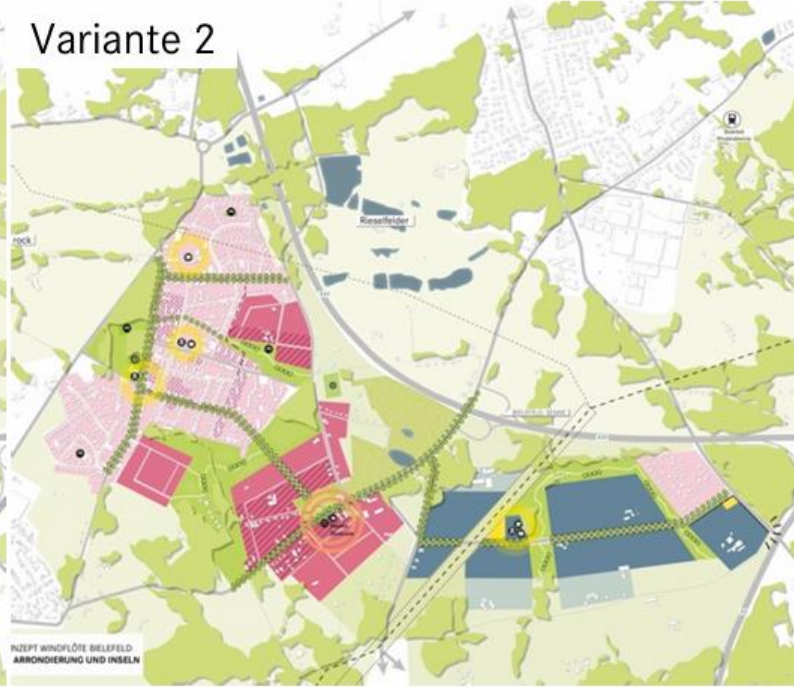 Variante 2
Rieselfelder
rock
NZEPT WINDFLÖTE BIELEFELD
ARRONDIERUNG UND INSELN